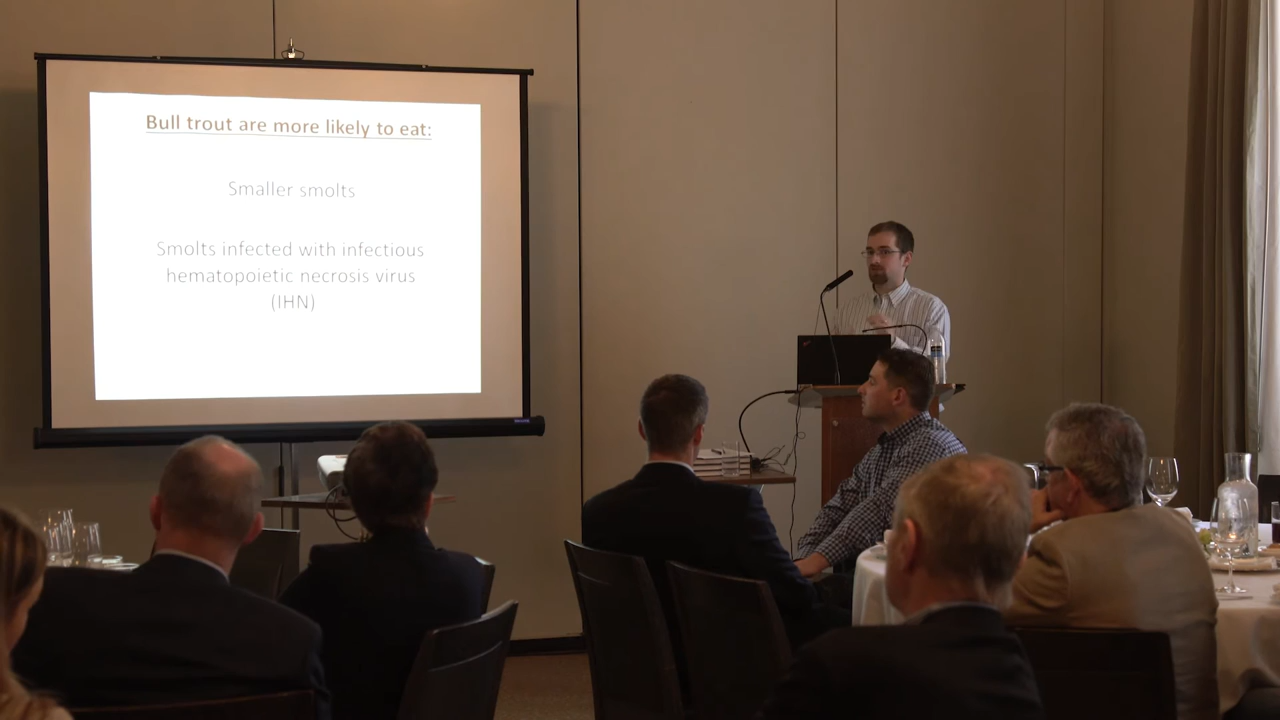 Bull trout are more likely to eat:
Smaller smolts
Smolts infected with infectious
hematopoietic necrosis virus
(IHN)